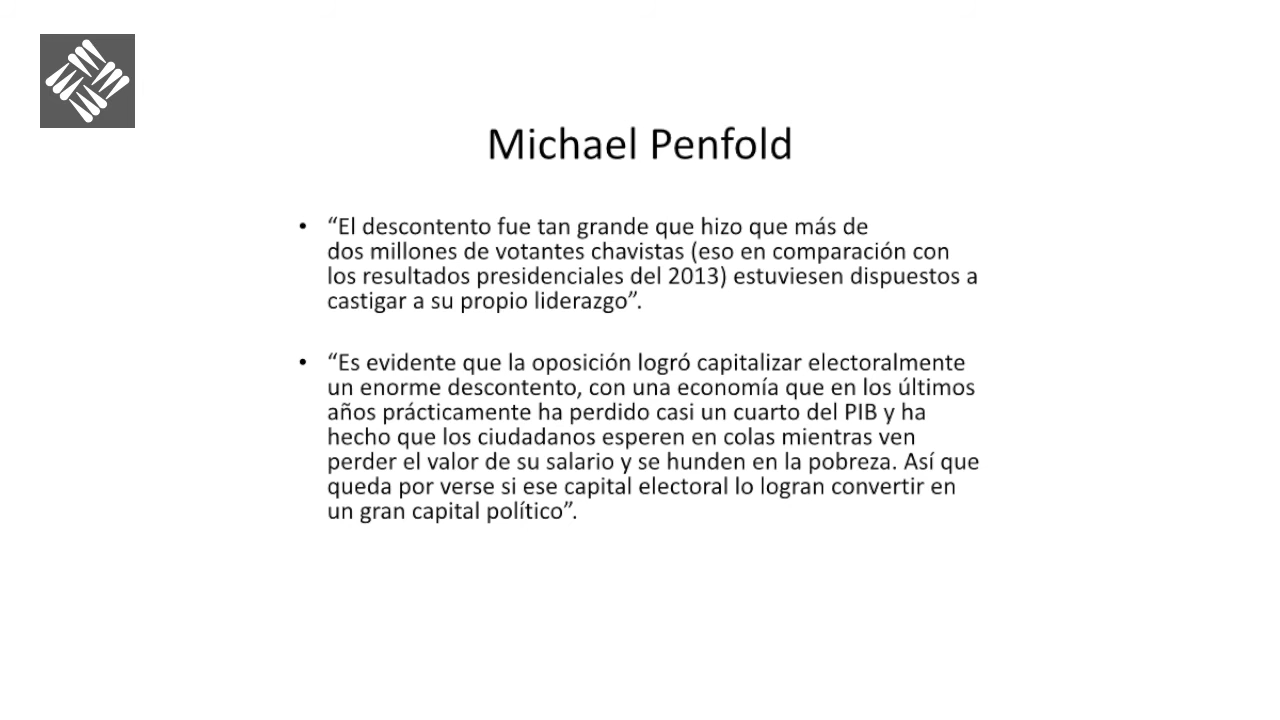 Michael Penfold
• “El descontento fue tan grande que hizo que más de
dos millones de votantes chavistas (eso en comparación con
los resultados presidenciales del 2013) estuviesen dispuestos a
castigar a su propio liderazgo”.
• “Es evidente que la oposición logró capitalizar electoralmente
un enorme descontento, con una economía que en los últimos
años prácticamente ha perdido casi un cuarto del PIB y ha
hecho que los ciudadanos esperen en colas mientras ven
perder el valor de su salario y se hunden en la pobreza. Así que
queda por verse si ese capital electoral lo logran convertir en
un gran capital político”.